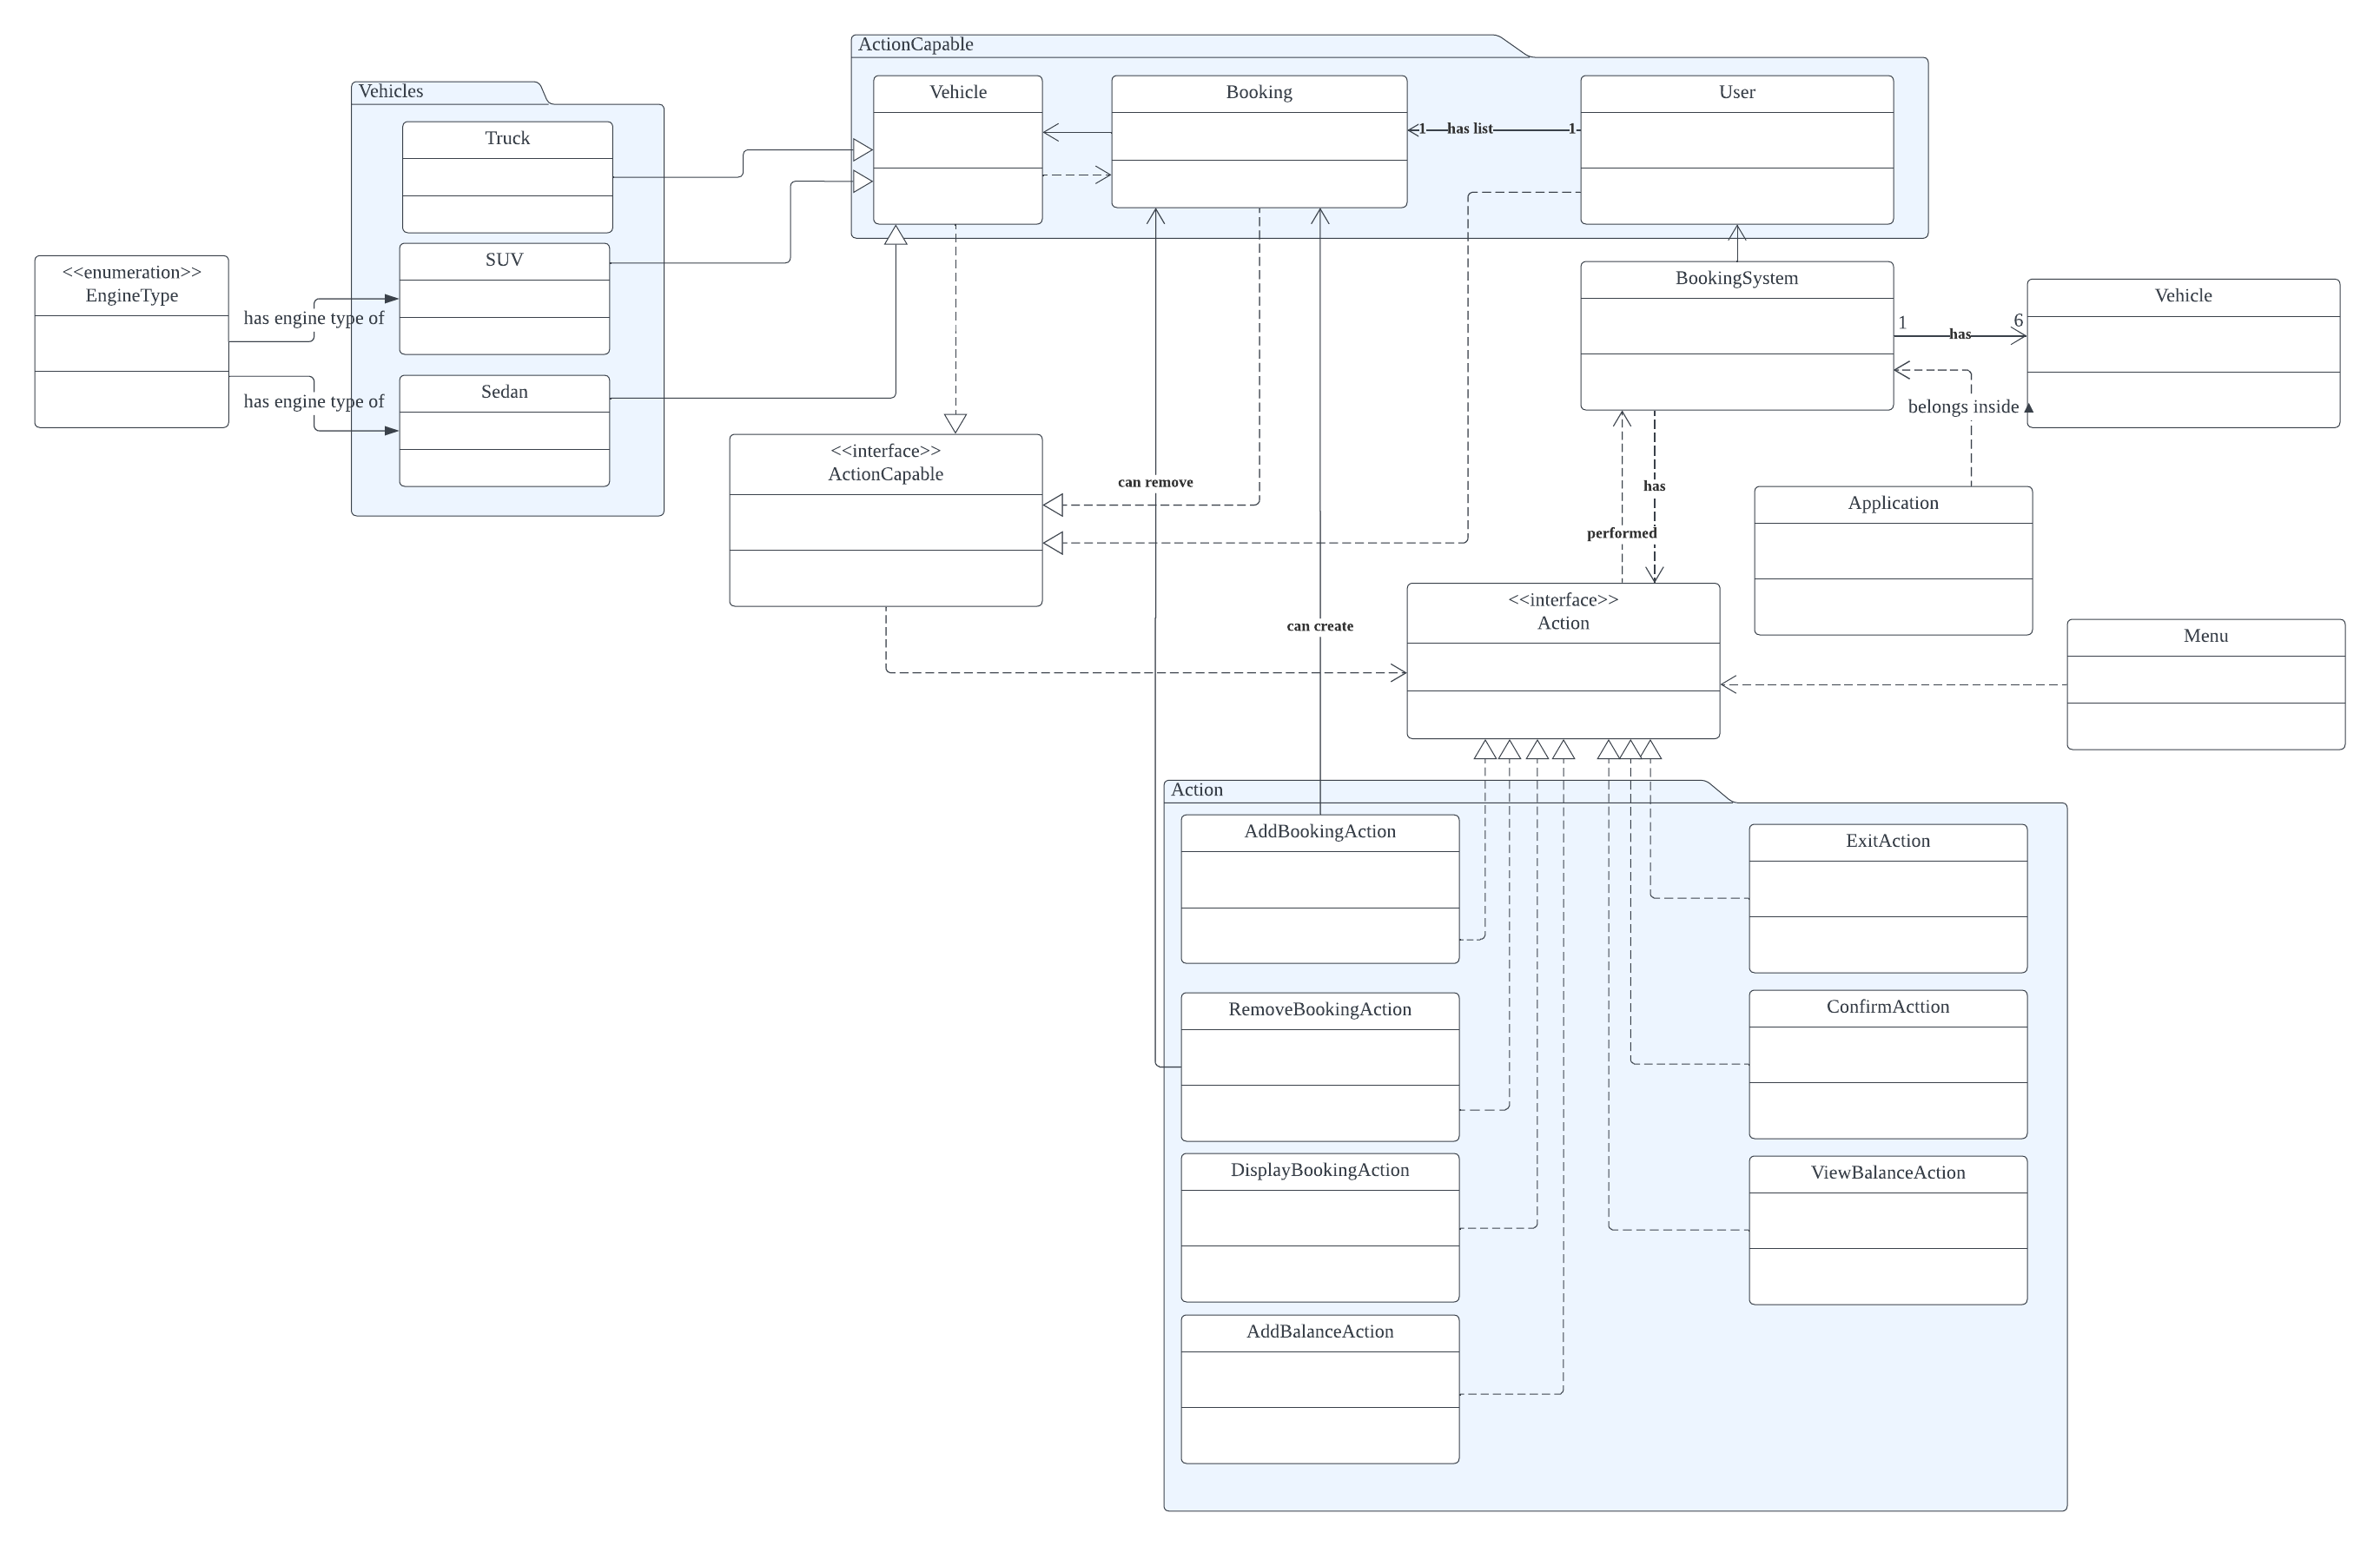 ActionCapable
Vehicle
Booking
User
Vehicles
Truck
1
has list
1
SUV
<<enumeration>>
EngineType
BookingSystem
Vehicle
has engine type of
1
has
6
Sedan
has engine type of
belongs inside ▲
<<interface>>
ActionCapable
can remove
has
Application
performed
<<interface>>
Action
can create
Menu
Action
AddBookingAction
ExitAction
RemoveBookingAction
ConfirmActtion
DisplayBookingAction
ViewBalanceAction
AddBalanceAction